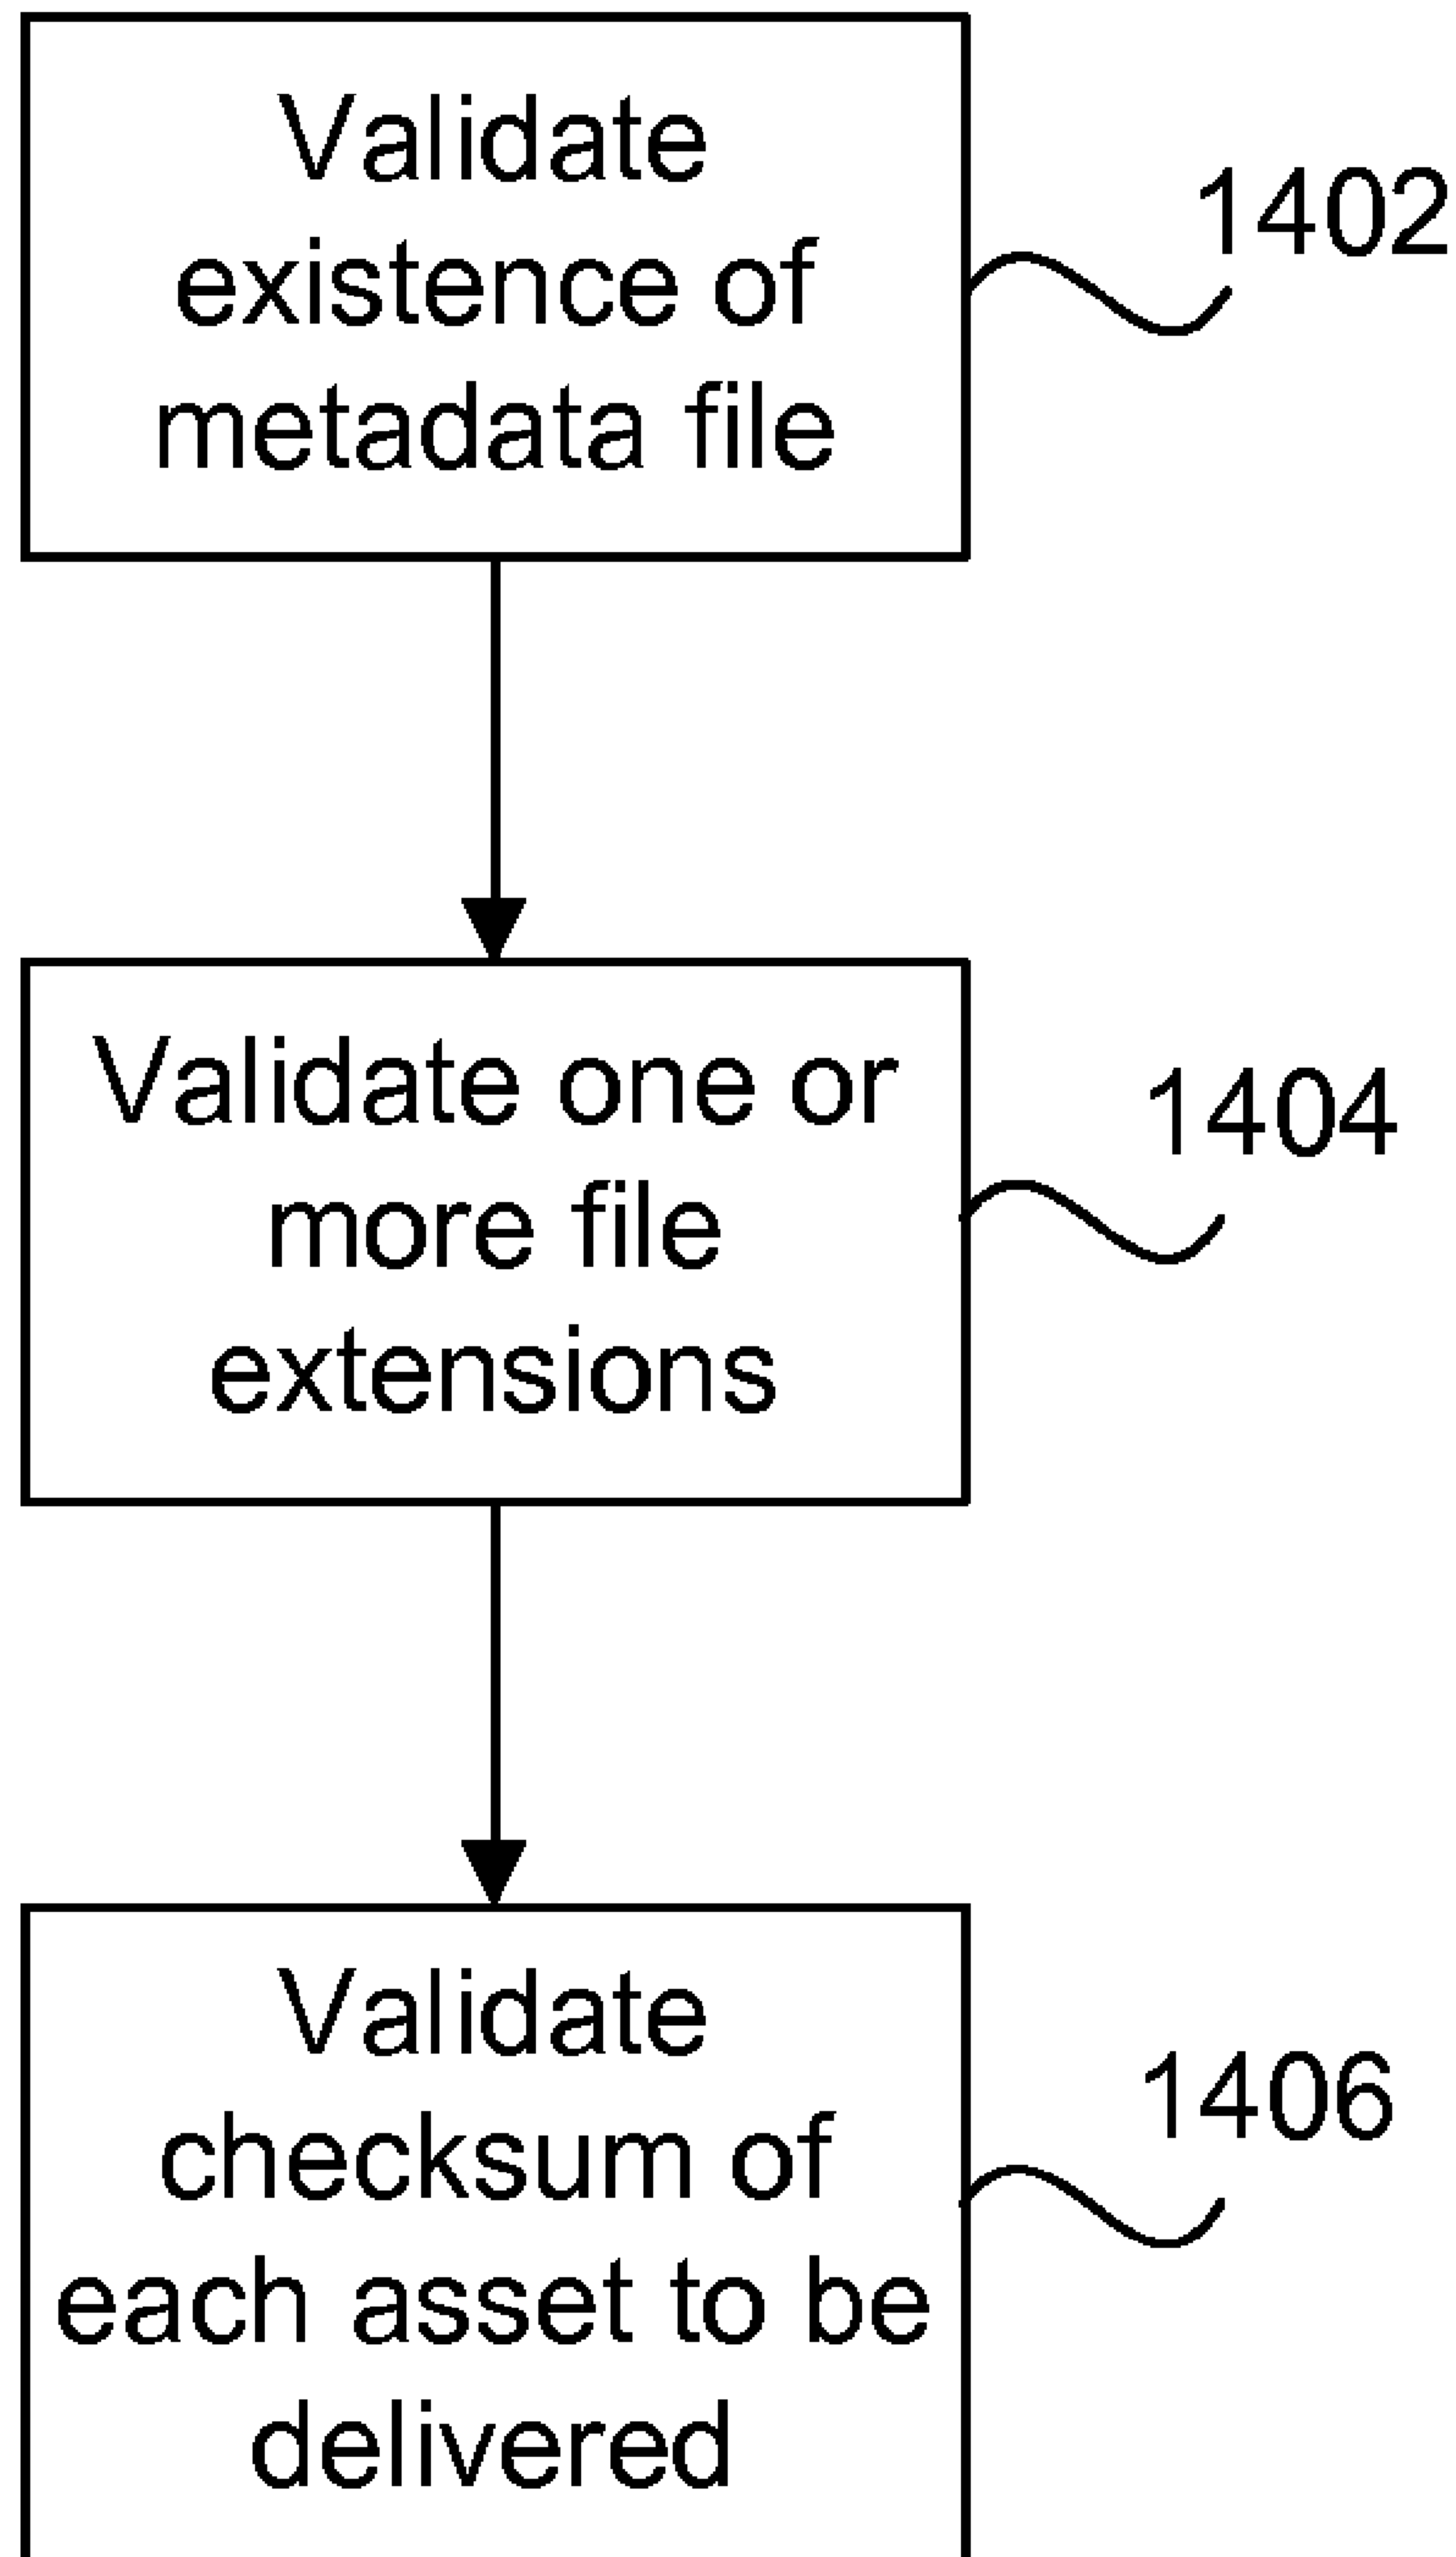 Validate
existence of
metadata file
1402
Validate one or
more file
extensions
1404
Validate
checksum of
each asset to be
delivered
1406